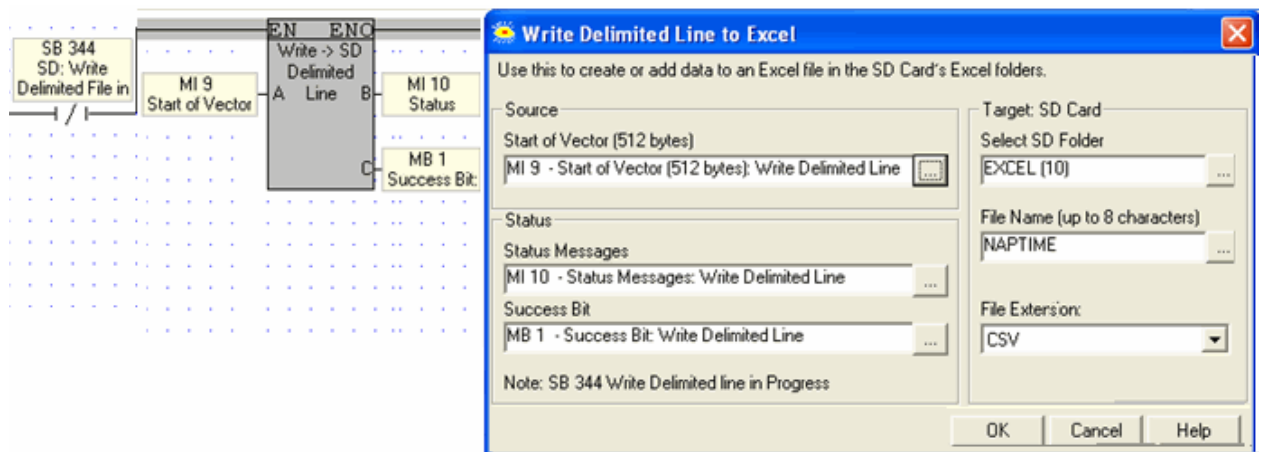 SB 344
SD: Write
Delimited File in
MI 9
Start of Vector
EN ENO
Write -> SD
Delimited
A Line B
C
MI 10
Status
MB 1
Success Bit:
Write Delimited Line to Excel
Use this to create or add data to an Excel file in the SD Card's Excel folders.
Source
Start of Vector (512 bytes)
MI 9 - Start of Vector (512 bytes): Write Delimited Line
...
Status
Status Messages
MI 10 - Status Messages: Write Delimited Line
...
Success Bit
MB 1 - Success Bit: Write Delimited Line
...
Note: SB 344 Write Delimited line in Progress
Target: SD Card
Select SD Folder
EXCEL (10)
...
File Name (up to 8 characters)
NAPTIME
...
File Extension:
CSV
OK Cancel Help